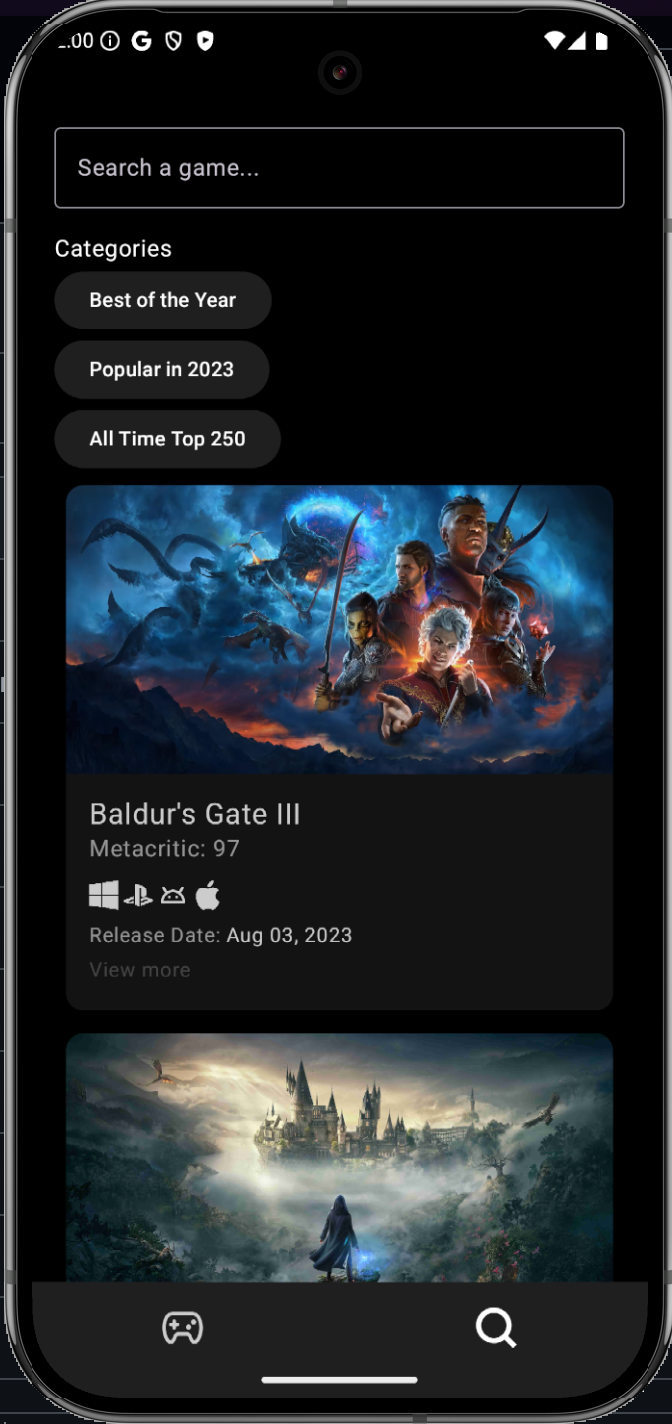 :00
Search a game...
Categories
Best of the Year
Popular in 2023
All Time Top 250
Baldur's Gate III
Metacritic: 97
Release Date: Aug 03, 2023
View more